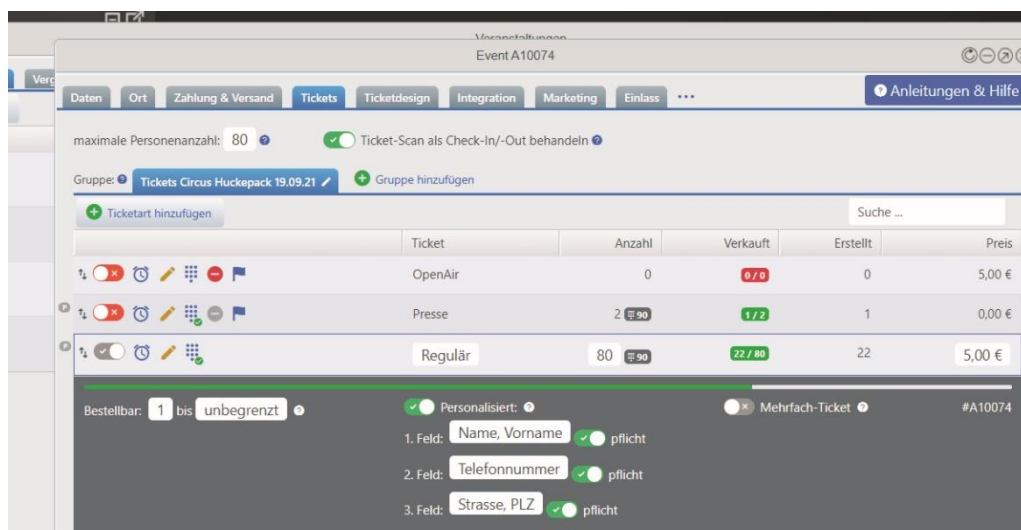 Veranstaltungen
Event A10074
Verg
Daten Ort Zahlung & Versand Tickets Ticketdesign Integration Marketing Einlass ••• Anleitungen & Hilfe
maximale Personenanzahl: 80 Ticket-Scan als Check-In/-Out behandeln
Gruppe: Tickets Circus Huckepack 19.09.21 Gruppe hinzufügen
Ticketart hinzufügen Suche ...
Ticket Anzahl Verkauft Erstellt Preis
OpenAir 0 0 / 0 0 5,00 €
Presse 2 90 1 / 2 1 0,00 €
Regulär 80 90 22 / 80 22 5,00 €
Bestellbar: 1 bis unbegrenzt Personalisiert: Mehrfach-Ticket #A10074
1. Feld: Name, Vorname pflicht
2. Feld: Telefonnummer pflicht
3. Feld: Strasse, PLZ pflicht